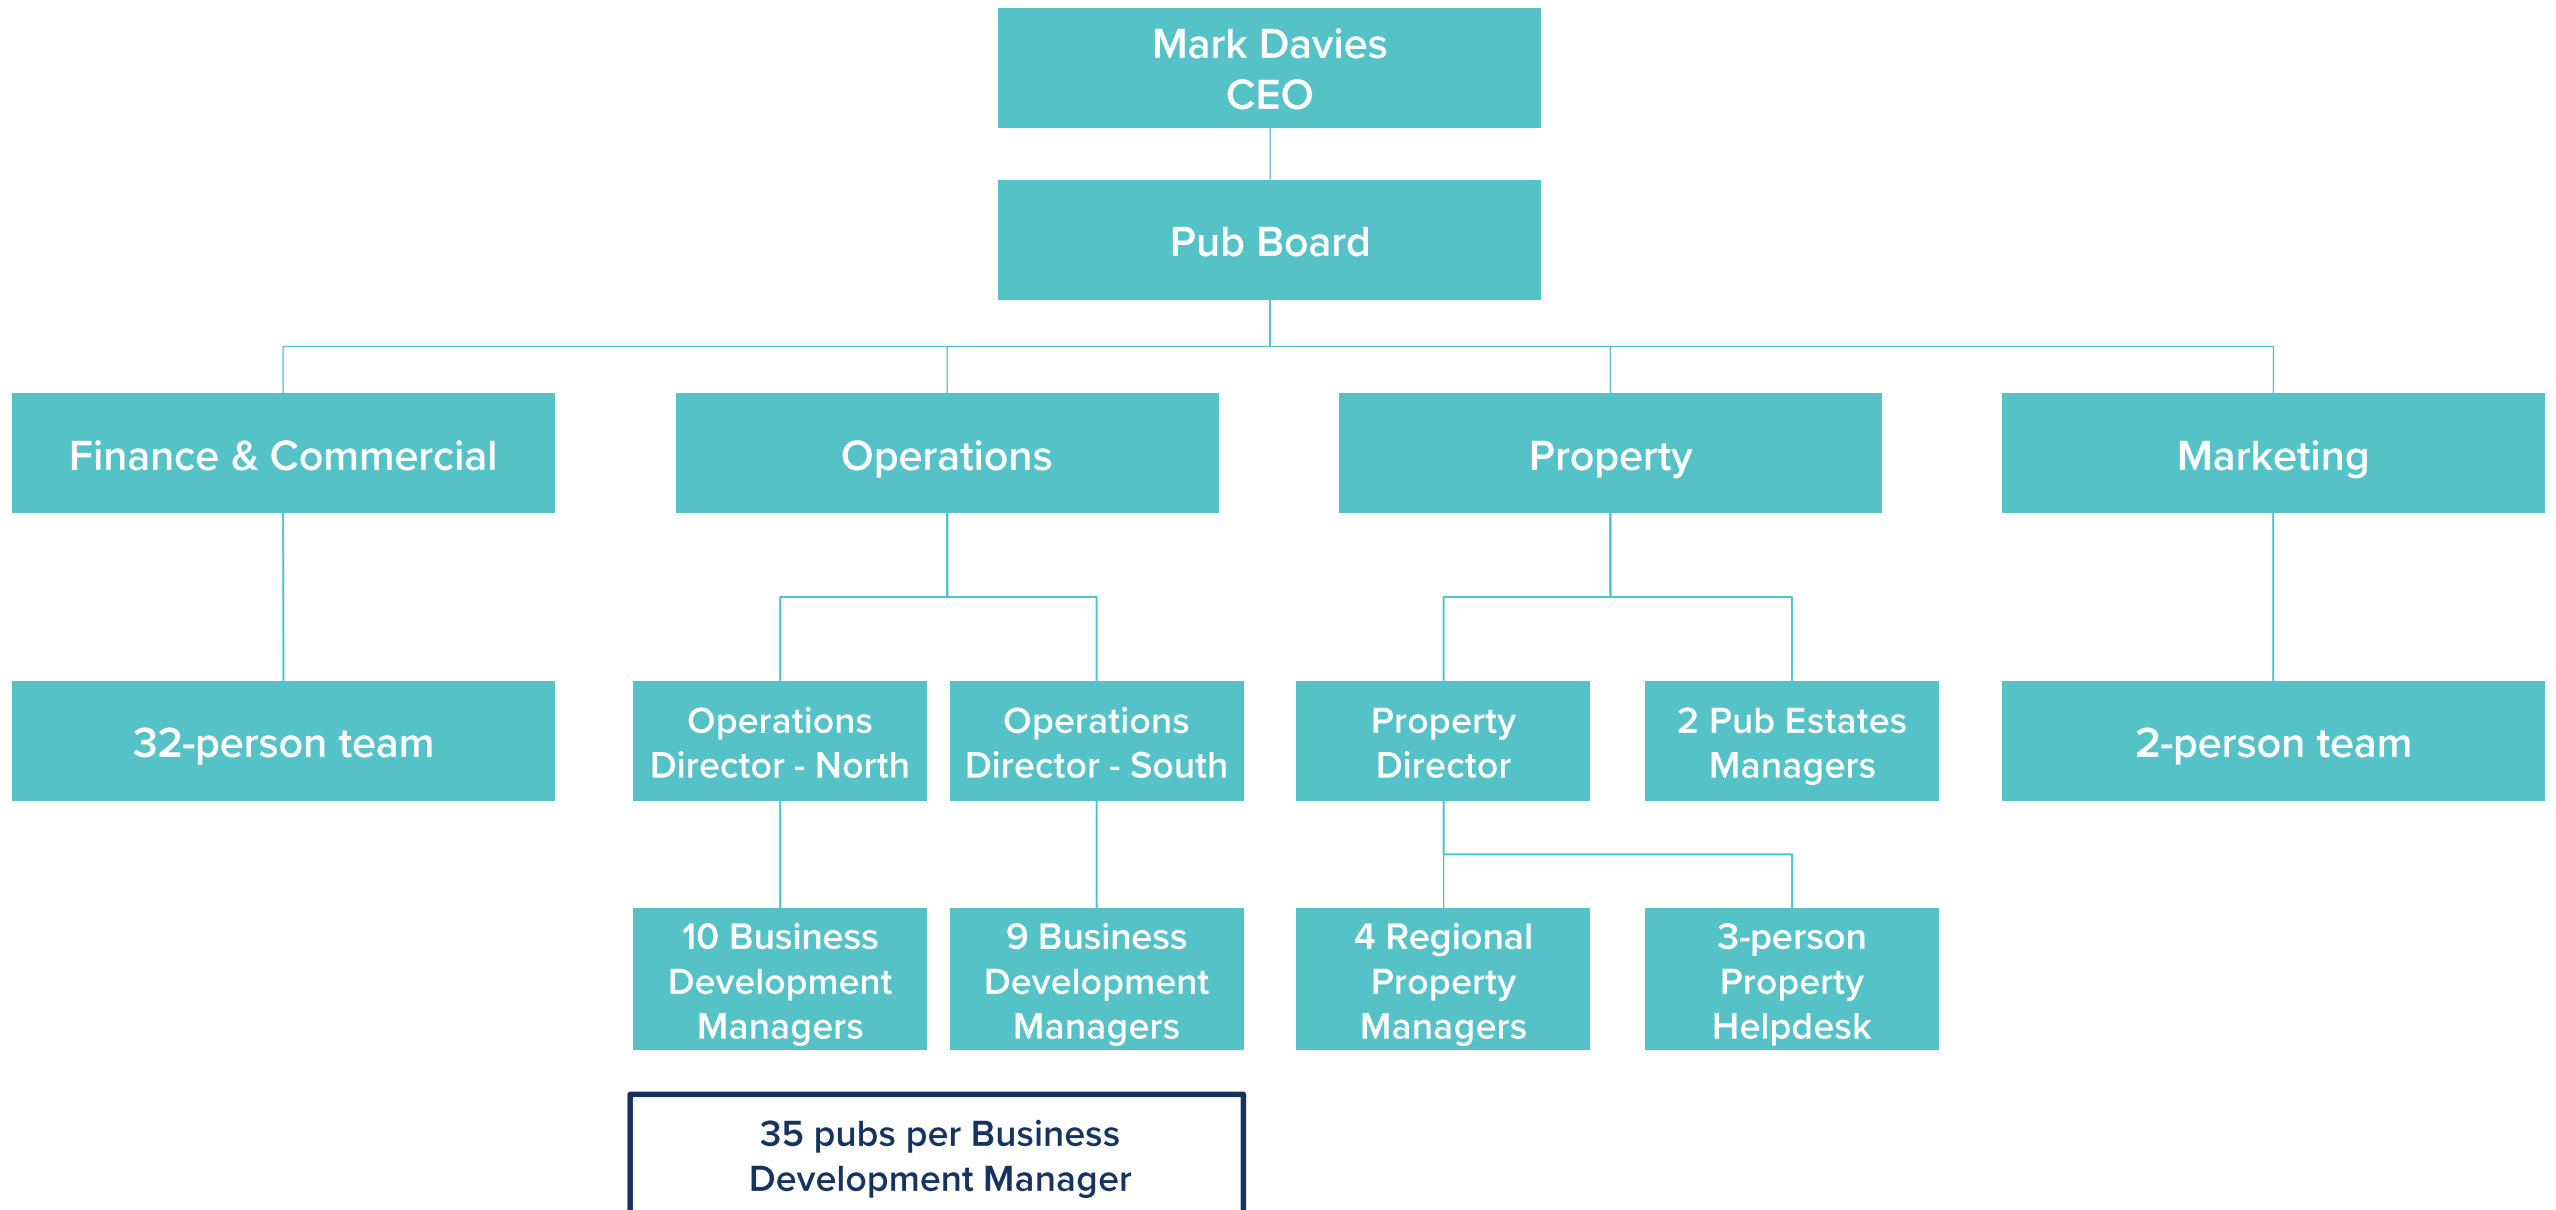 Mark Davies
CEO
Pub Board
Finance & Commercial
Operations
Property
Marketing
32-person team
Operations
Director - North
Operations
Director - South
Property
Director
2 Pub Estates
Managers
2-person team
10 Business
Development
Managers
9 Business
Development
Managers
4 Regional
Property
Managers
3-person
Property
Helpdesk
35 pubs per Business
Development Manager